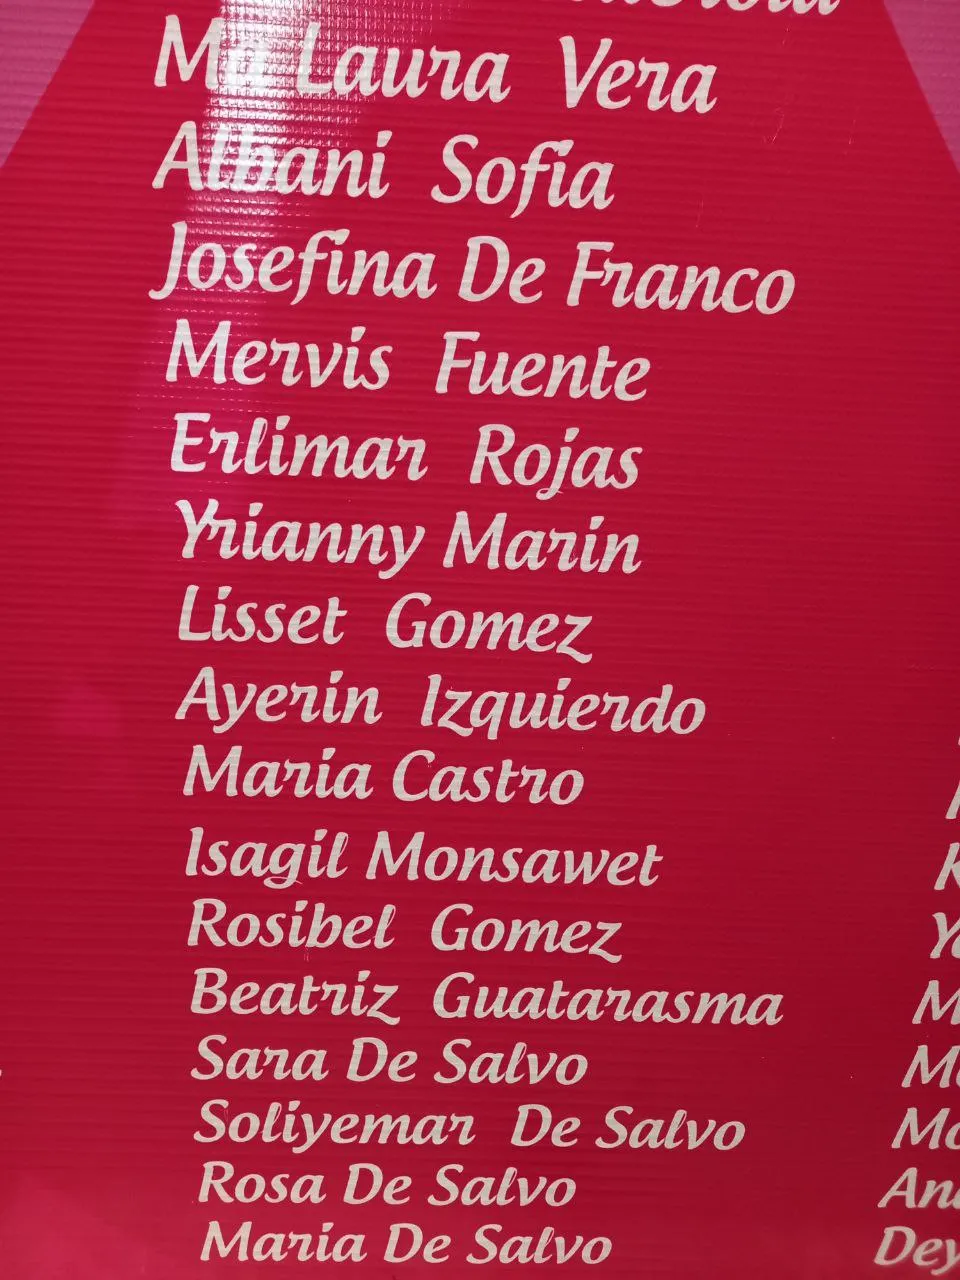 Ma Laura Vera
Albani Sofia
Josefina De Franco
Mervis Fuente
Erlimar Rojas
Yrianny Marin
Lisset Gomez
Ayerin Izquierdo
Maria Castro
Isagil Monsawet
Rosibel Gomez
Beatriz Guatarasma
Sara De Salvo
Soliyemar De Salvo
Rosa De Salvo
Maria De Salvo